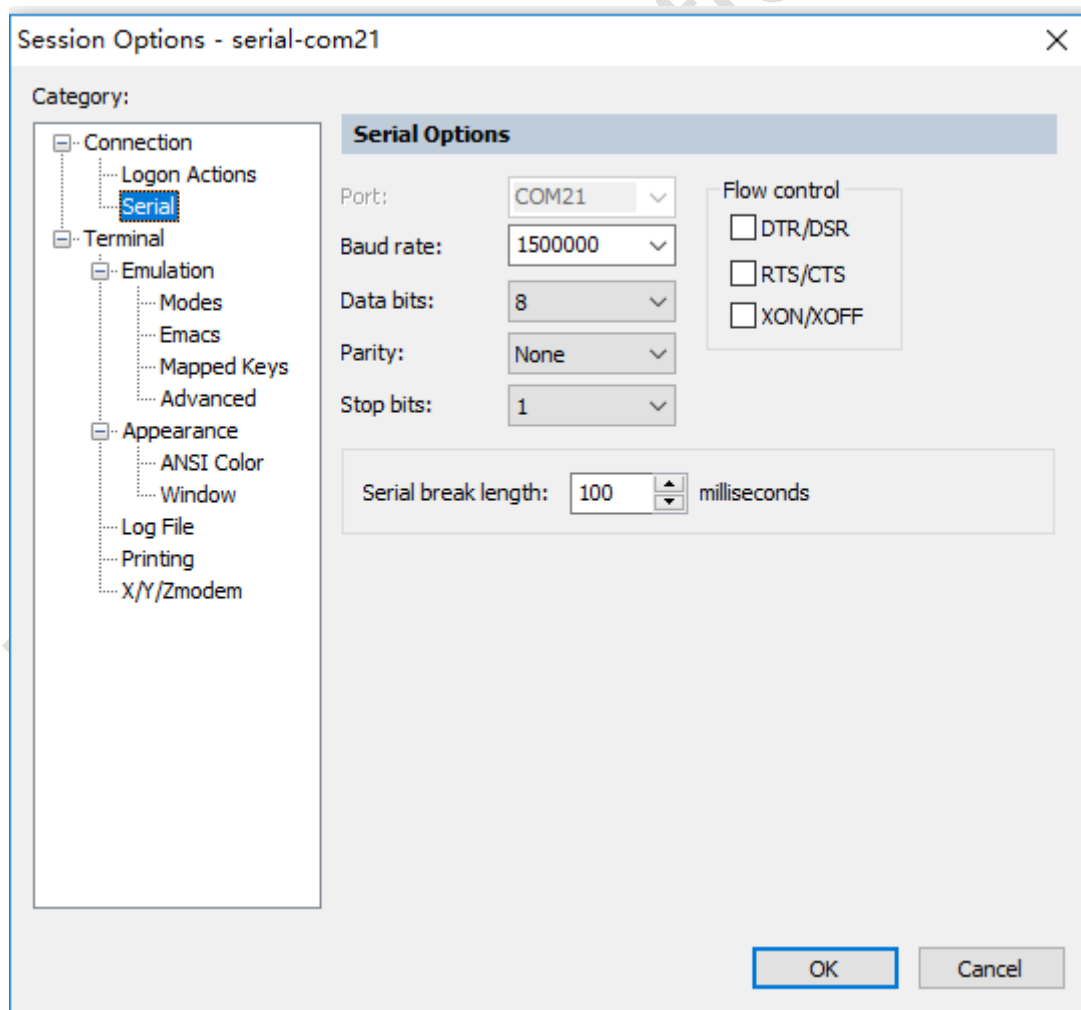 Session Options - serial-com21
Category:
Connection
Logon Actions
Serial
Terminal
Emulation
Modes
Emacs
Mapped Keys
Advanced
Appearance
ANSI Color
Window
Log File
Printing
X/Y/Zmodem
Serial Options
Port: COM21
Baud rate: 1500000
Data bits: 8
Parity: None
Stop bits: 1
Flow control
DTR/DSR
RTS/CTS
XON/XOFF
Serial break length: 100 milliseconds
OK Cancel